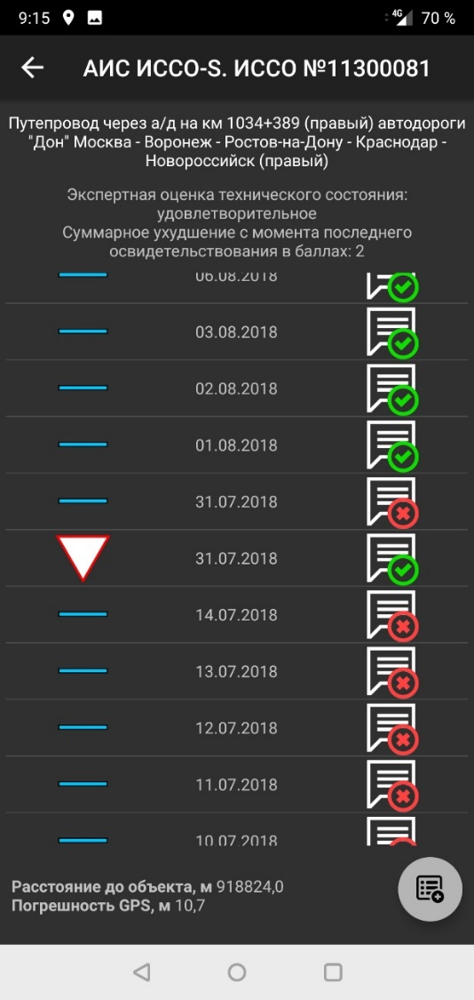 9:15
4G
70 %
АИС ИССО-S. ИССО №11300081
Путепровод через а/д на км 1034+389 (правый) автодороги
"Дон" Москва - Воронеж - Ростов-на-Дону - Краснодар -
Новороссийск (правый)
Экспертная оценка технического состояния:
удовлетворительное
Суммарное ухудшение с момента последнего
освидетельствования в баллах: 2
06.08.2018
03.08.2018
02.08.2018
01.08.2018
31.07.2018
31.07.2018
14.07.2018
13.07.2018
12.07.2018
11.07.2018
10.07.2018
Расстояние до объекта, м 918824,0
Погрешность GPS, м 10,7